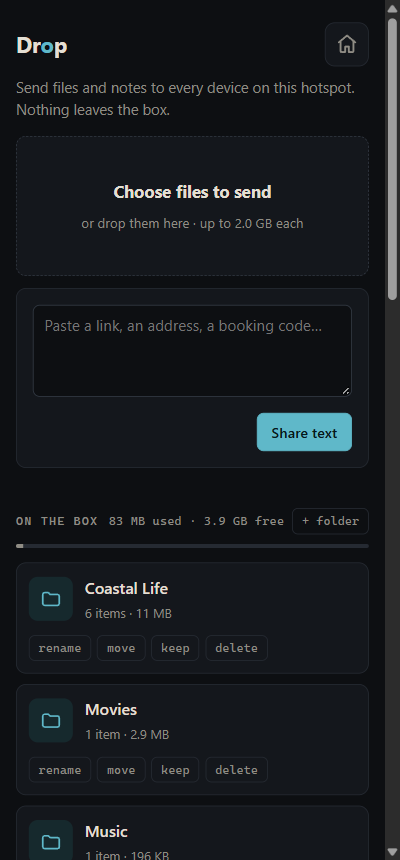 Drop
Send files and notes to every device on this hotspot.
Nothing leaves the box.
Choose files to send
or drop them here · up to 2.0 GB each
Paste a link, an address, a booking code...
Share text
ON THE BOX 83 MB used · 3.9 GB free + folder
Coastal Life
6 items · 11 MB
rename move keep delete
Movies
1 item · 2.9 MB
rename move keep delete
Music
1 item · 196 KB